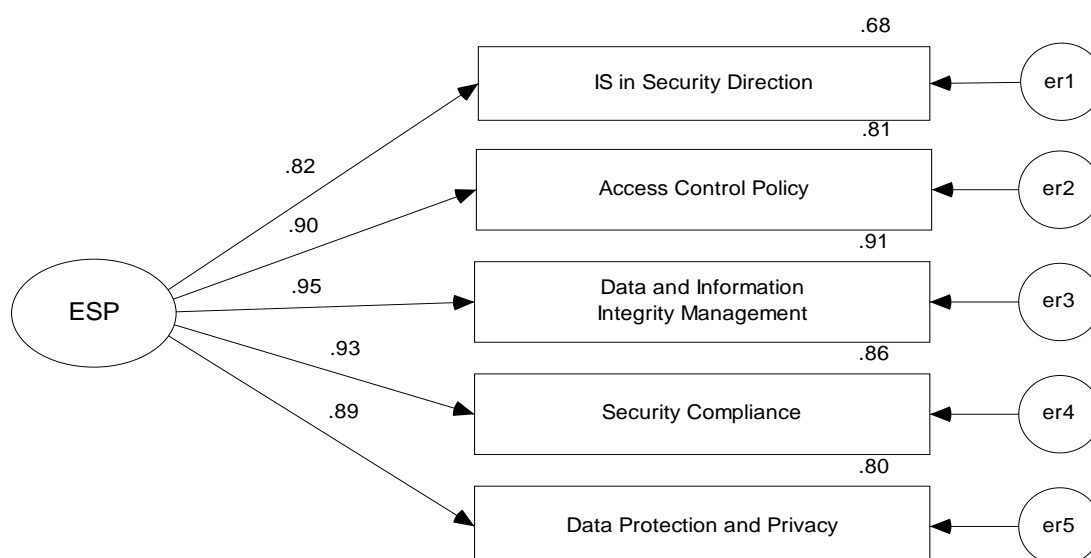 .68
IS in Security Direction
er1
.82
.81
Access Control Policy
er2
.90
.91
ESP
.95
Data and Information
Integrity Management
er3
.93
.86
Security Compliance
er4
.89
.80
Data Protection and Privacy
er5